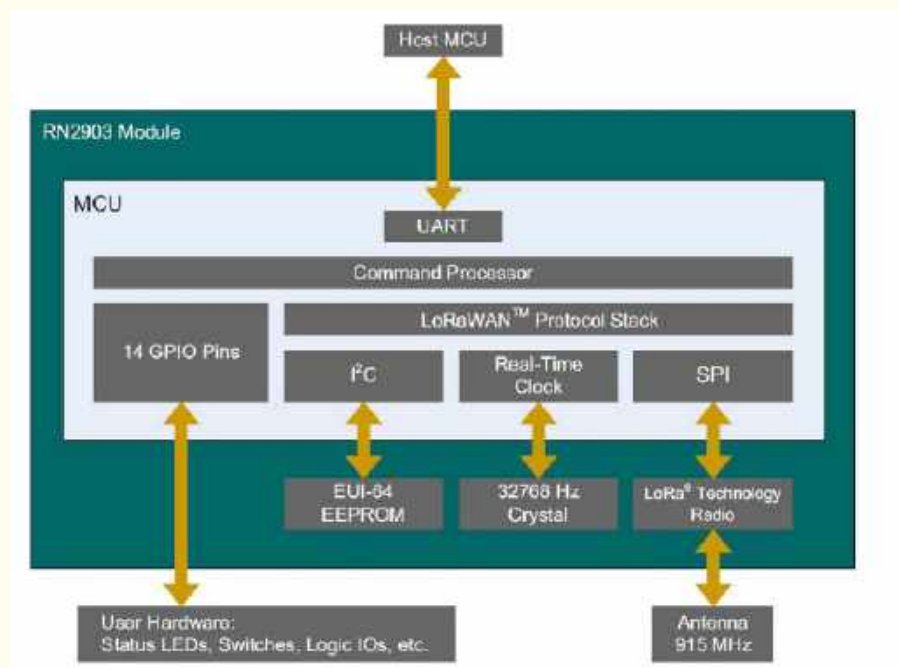 Host MCU
RN2903 Module
MCU
UART
Command Processor
14 GPIO Pins
LoRaWAN™ Protocol Stack
I²C
Real-Time
Clock
SPI
EUI-64
EEPROM
32768 Hz
Crystal
LoRa® Technology
Radio
User Hardware:
Status LEDs, Switches, Logic IOs, etc.
Antenna
915 MHz